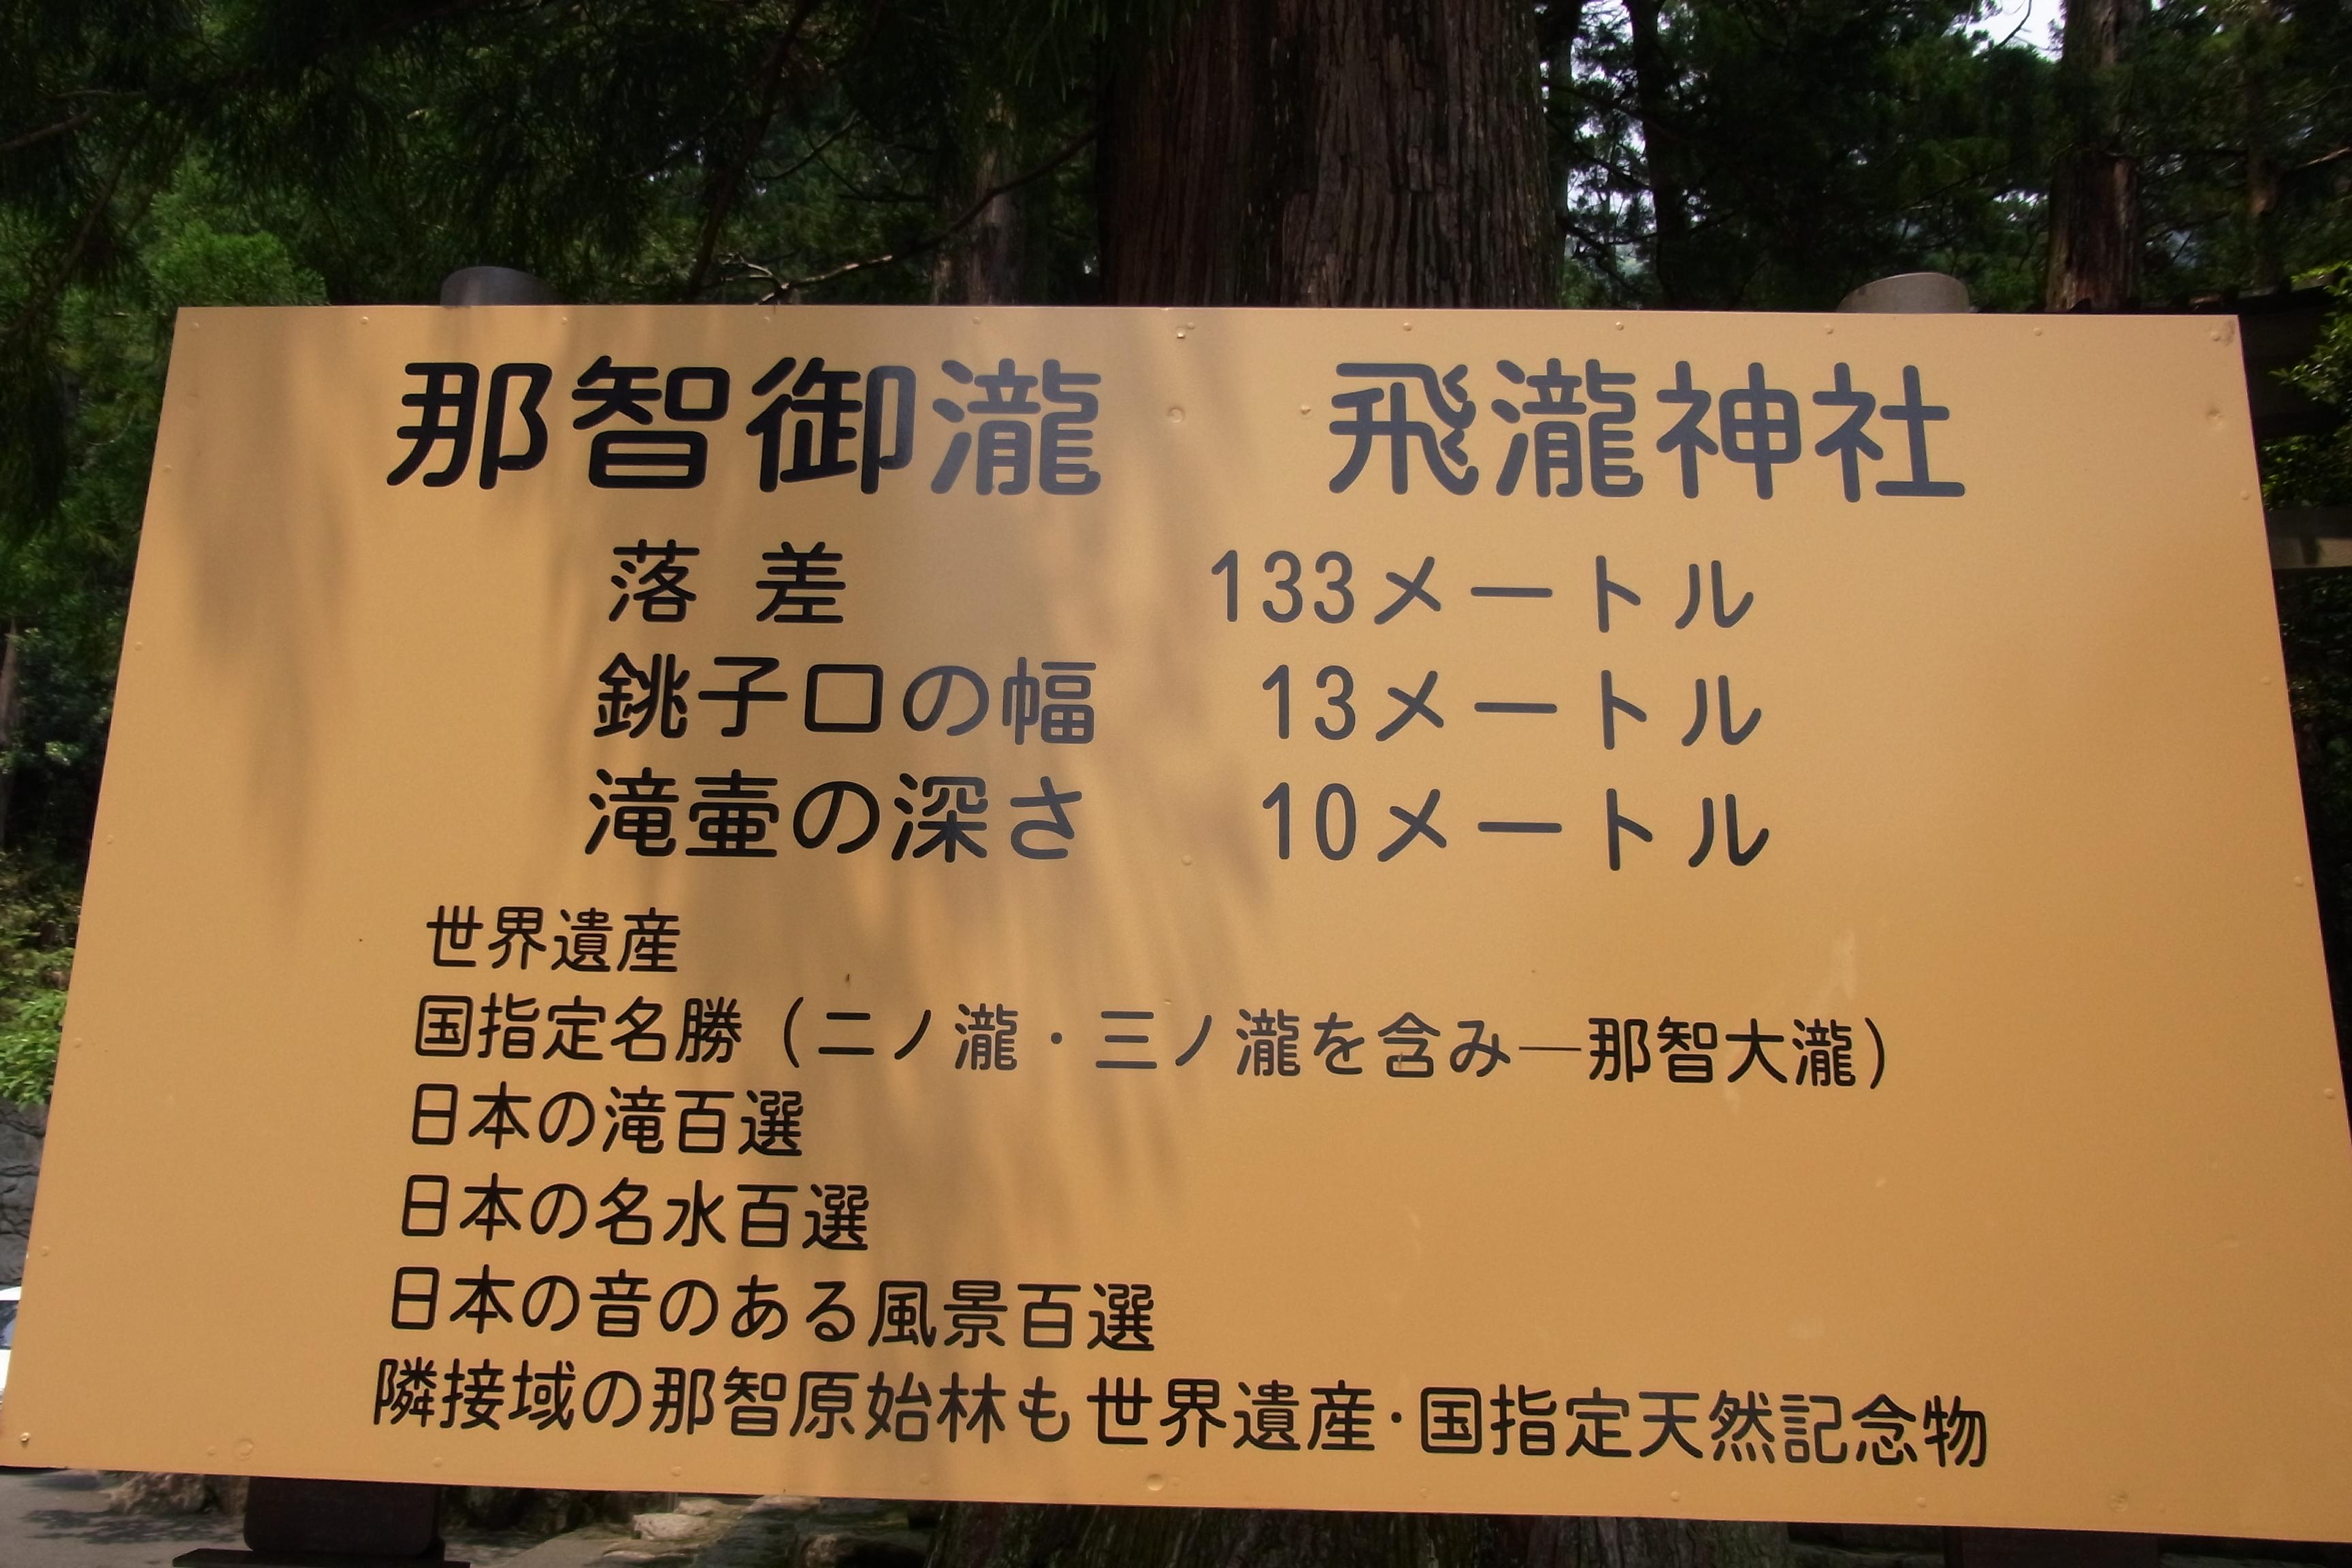 那智御瀧 飛瀧神社
落差 133メートル
銚子口の幅 13メートル
滝壷の深さ 10メートル
世界遺産
国指定名勝（二ノ瀧・三ノ瀧を含み―那智大瀧）
日本の滝百選
日本の名水百選
日本の音のある風景百選
隣接域の那智原始林も世界遺産・国指定天然記念物